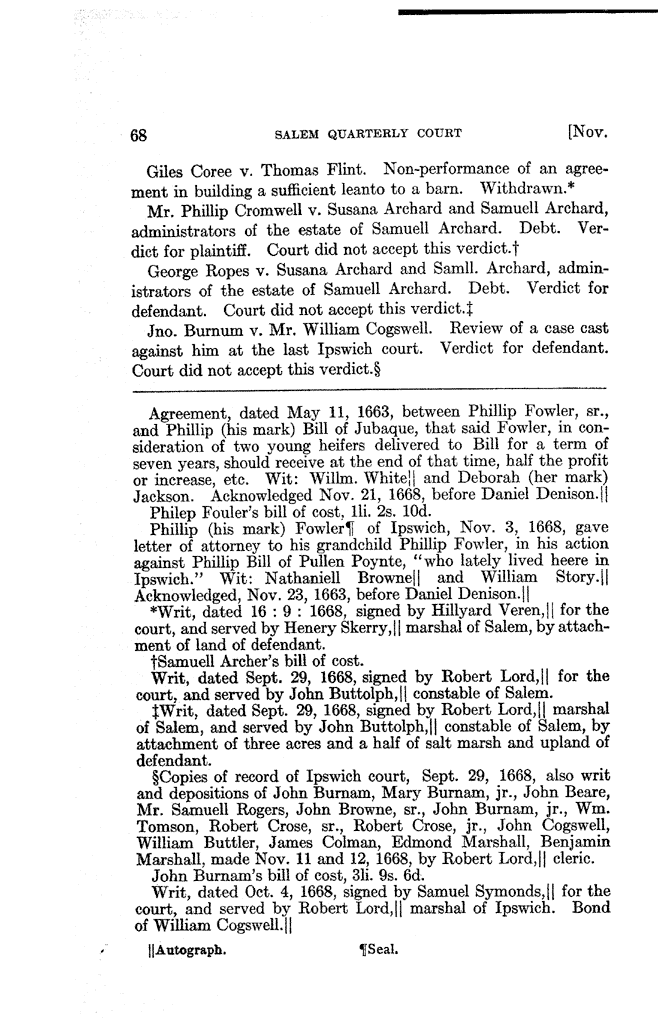 68 SALEM QUARTERLY COURT [Nov.
Giles Coree v. Thomas Flint. Non-performance of an agree-
ment in building a sufficient leanto to a barn. Withdrawn.*
Mr. Phillip Cromwell v. Susana Archard and Samuell Archard,
administrators of the estate of Samuell Archard. Debt. Ver-
dict for plaintiff. Court did not accept this verdict.†
George Ropes v. Susana Archard and Samll. Archard, admin-
istrators of the estate of Samuell Archard. Debt. Verdict for
defendant. Court did not accept this verdict.‡
Jno. Burnum v. Mr. William Cogswell. Review of a case cast
against him at the last Ipswich court. Verdict for defendant.
Court did not accept this verdict.§
Agreement, dated May 11, 1663, between Phillip Fowler, sr.,
and Phillip (his mark) Bill of Jubaque, that said Fowler, in con-
sideration of two young heifers delivered to Bill for a term of
seven years, should receive at the end of that time, half the profit
or increase, etc. Wit: Willm. White|| and Deborah (her mark)
Jackson. Acknowledged Nov. 21, 1668, before Daniel Denison.||
Philep Fouler's bill of cost, 1li. 2s. 10d.
Phillip (his mark) Fowler¶ of Ipswich, Nov. 3, 1668, gave
letter of attorney to his grandchild Phillip Fowler, in his action
against Phillip Bill of Pullen Poynte, "who lately lived heere in
Ipswich." Wit: Nathaniell Browne|| and William Story.||
Acknowledged, Nov. 23, 1663, before Daniel Denison.||
*Writ, dated 16 : 9 : 1668, signed by Hillyard Veren,|| for the
court, and served by Henery Skerry,|| marshal of Salem, by attach-
ment of land of defendant.
†Samuell Archer's bill of cost.
Writ, dated Sept. 29, 1668, signed by Robert Lord,|| for the
court, and served by John Buttolph,|| constable of Salem.
‡Writ, dated Sept. 29, 1668, signed by Robert Lord,|| marshal
of Salem, and served by John Buttolph,|| constable of Salem, by
attachment of three acres and a half of salt marsh and upland of
defendant.
§Copies of record of Ipswich court, Sept. 29, 1668, also writ
and depositions of John Burnam, Mary Burnam, jr., John Beare,
Mr. Samuell Rogers, John Browne, sr., John Burnam, jr., Wm.
Tomson, Robert Crose, sr., Robert Crose, jr., John Cogswell,
William Buttler, James Colman, Edmond Marshall, Benjamin
Marshall, made Nov. 11 and 12, 1668, by Robert Lord,|| cleric.
John Burnam's bill of cost, 3li. 9s. 6d.
Writ, dated Oct. 4, 1668, signed by Samuel Symonds,|| for the
court, and served by Robert Lord,|| marshal of Ipswich. Bond
of William Cogswell.||
||Autograph. ¶Seal.